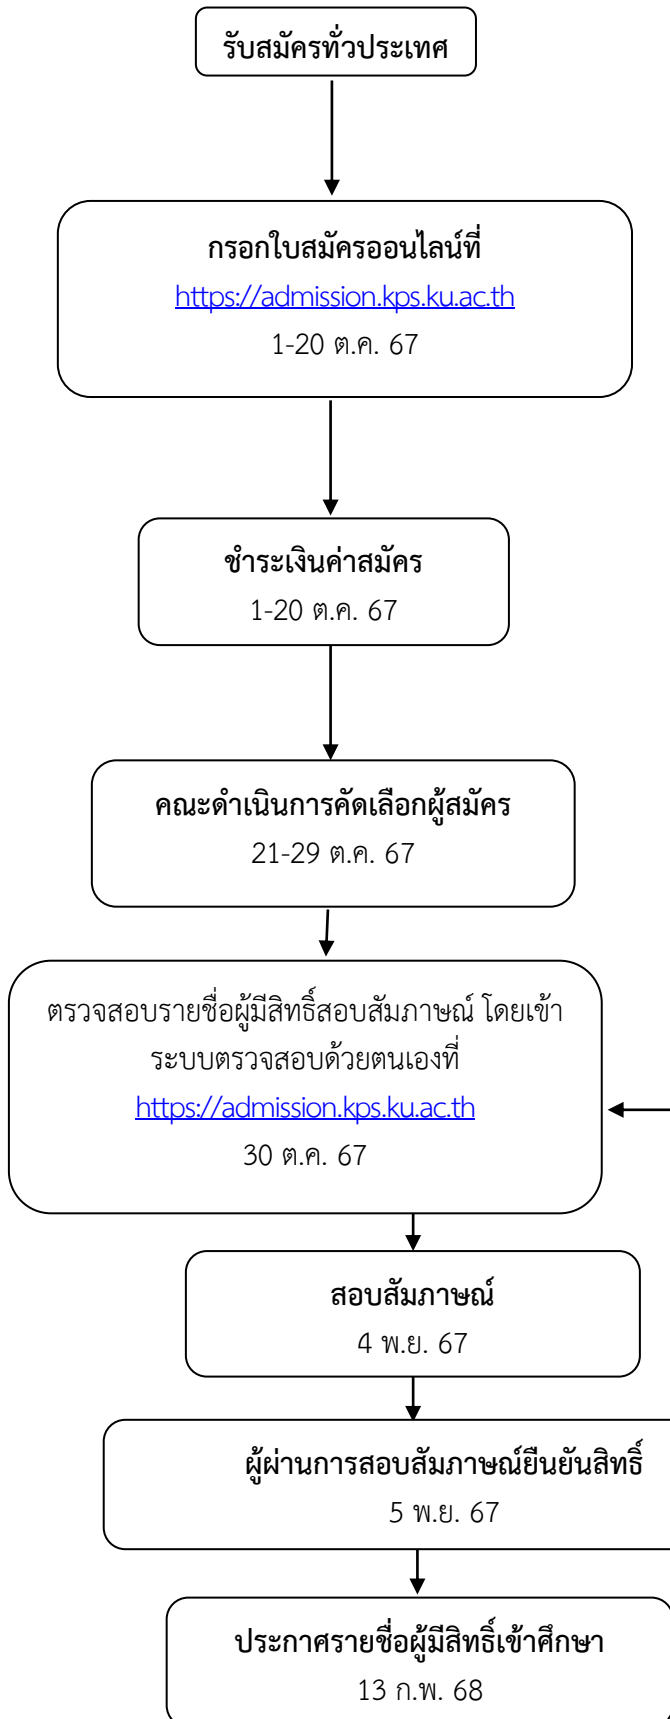 รับสมัครทั่วประเทศ
กรอกใบสมัครออนไลน์ที่
https://admission.kps.ku.ac.th
1-20 ต.ค. 67
ชำระเงินค่าสมัคร
1-20 ต.ค. 67
คณะดำเนินการคัดเลือกผู้สมัคร
21-29 ต.ค. 67
ตรวจสอบรายชื่อผู้มีสิทธิ์สอบสัมภาษณ์ โดยเข้า
ระบบตรวจสอบด้วยตนเองที่
https://admission.kps.ku.ac.th
30 ต.ค. 67
สอบสัมภาษณ์
4 พ.ย. 67
ผู้ผ่านการสอบสัมภาษณ์ยืนยันสิทธิ์
5 พ.ย. 67
ประกาศรายชื่อผู้มีสิทธิ์เข้าศึกษา
13 ก.พ. 68